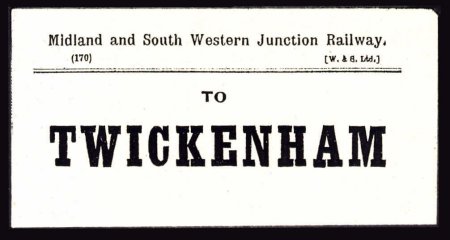 Midland and South Western Junction Railway.
(170) [W. & S. Ltd.]
TO
TWICKENHAM